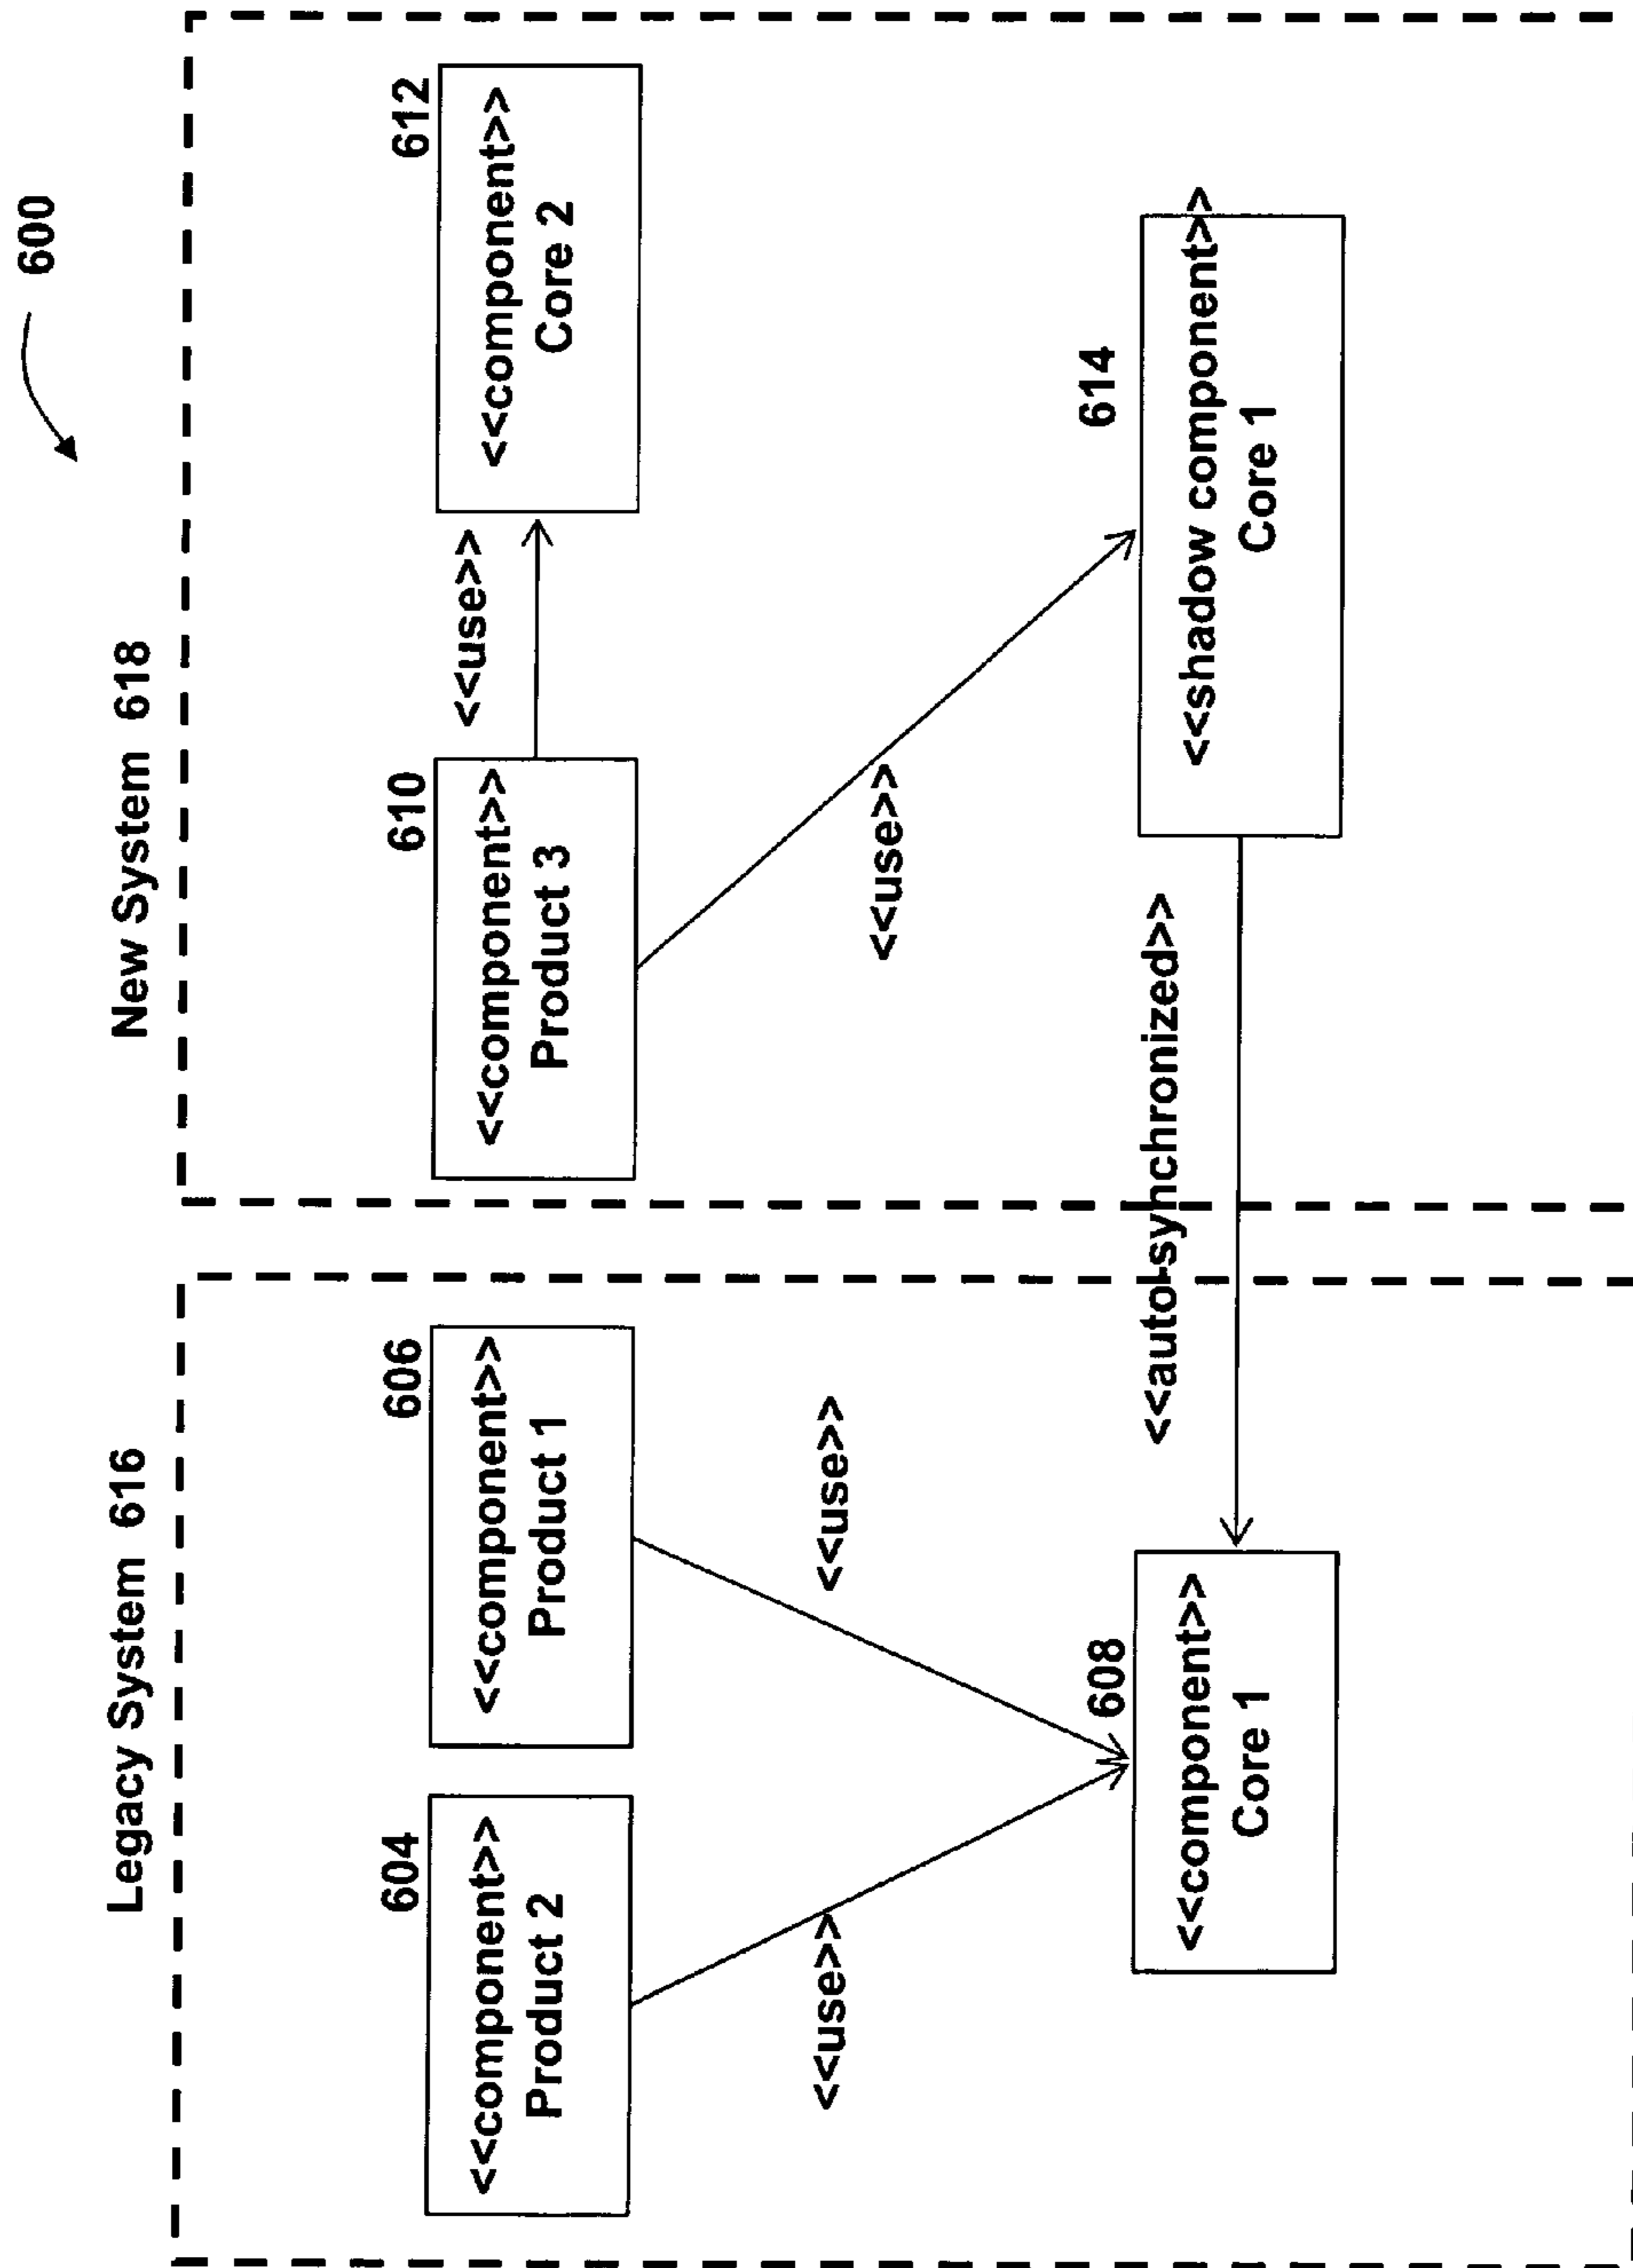 600
Legacy System 616
New System 618
604
<<component>>
Product 2
606
<<component>>
Product 1
610
<<component>>
Product 3
<<use>>
612
<<component>>
Core 2
<<use>>
<<use>>
<<use>>
608
<<component>>
Core 1
<<auto-synchronized>>
614
<<shadow component>>
Core 1